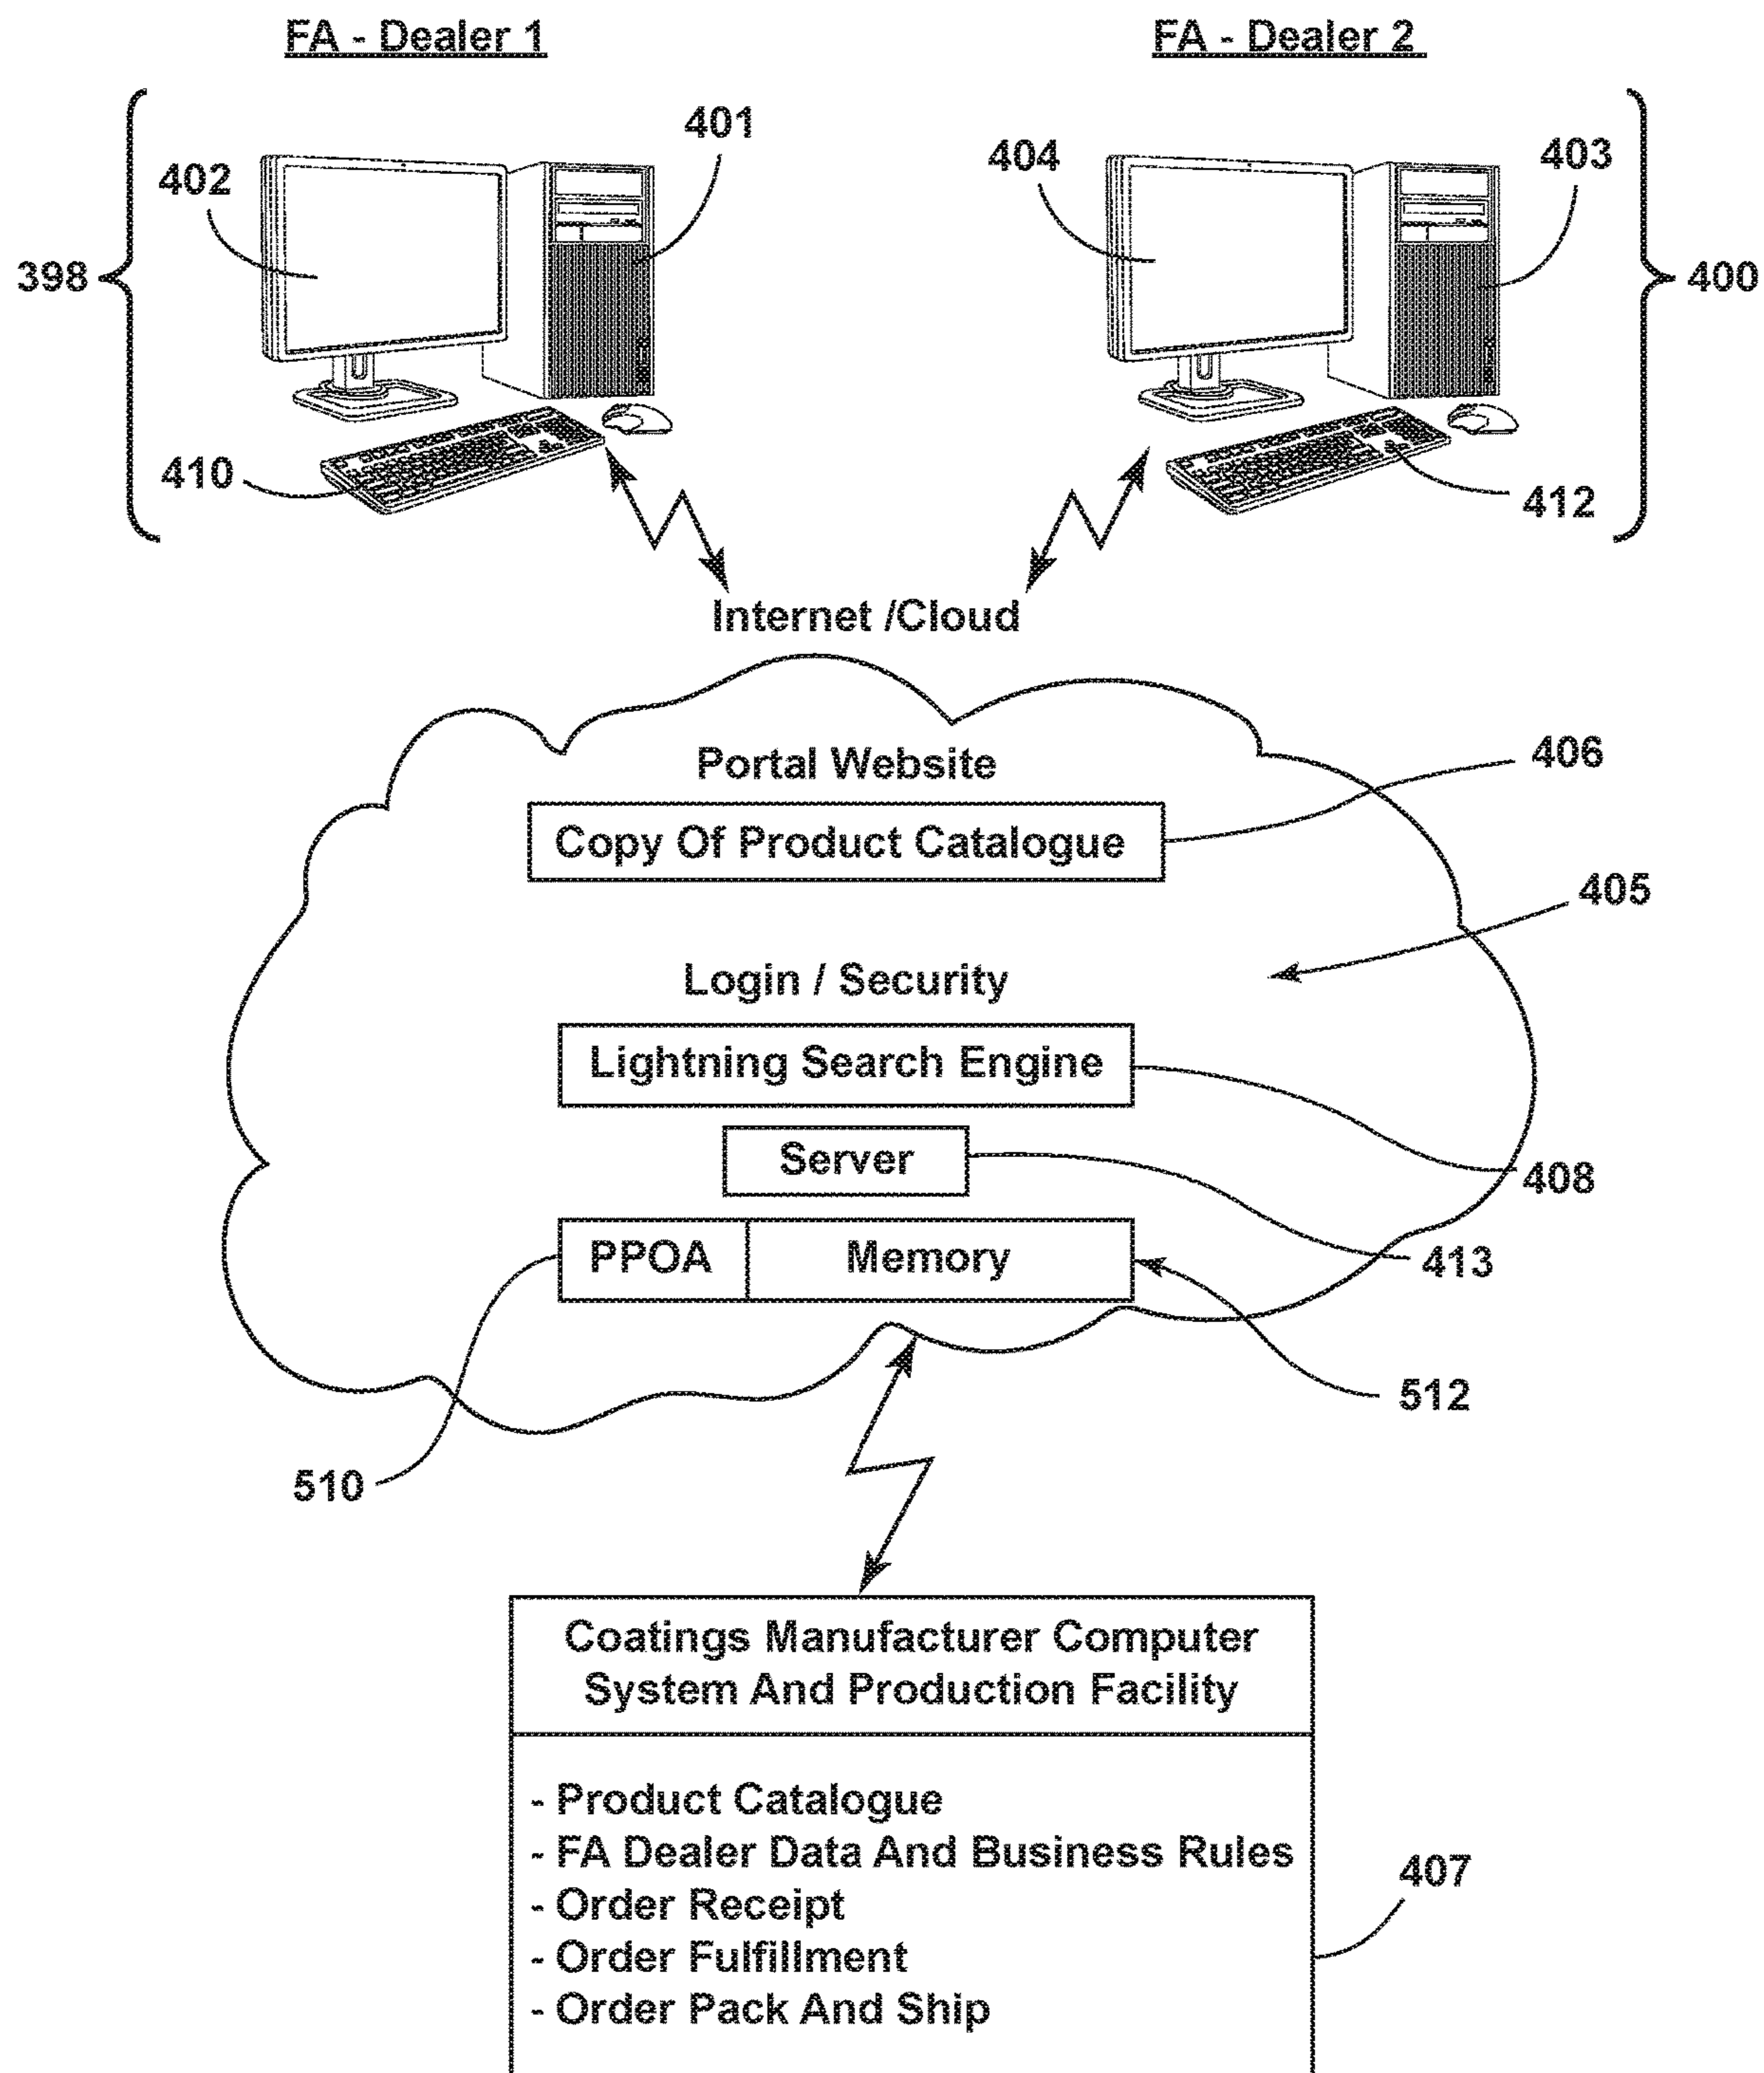 FA - Dealer 1
FA - Dealer 2
401
402
404
403
398
400
410
412
Internet /Cloud
Portal Website
406
Copy Of Product Catalogue
405
Login / Security
Lightning Search Engine
Server
408
PPOA
Memory
413
512
510
Coatings Manufacturer Computer
System And Production Facility
- Product Catalogue
- FA Dealer Data And Business Rules
407
- Order Receipt
- Order Fulfillment
- Order Pack And Ship